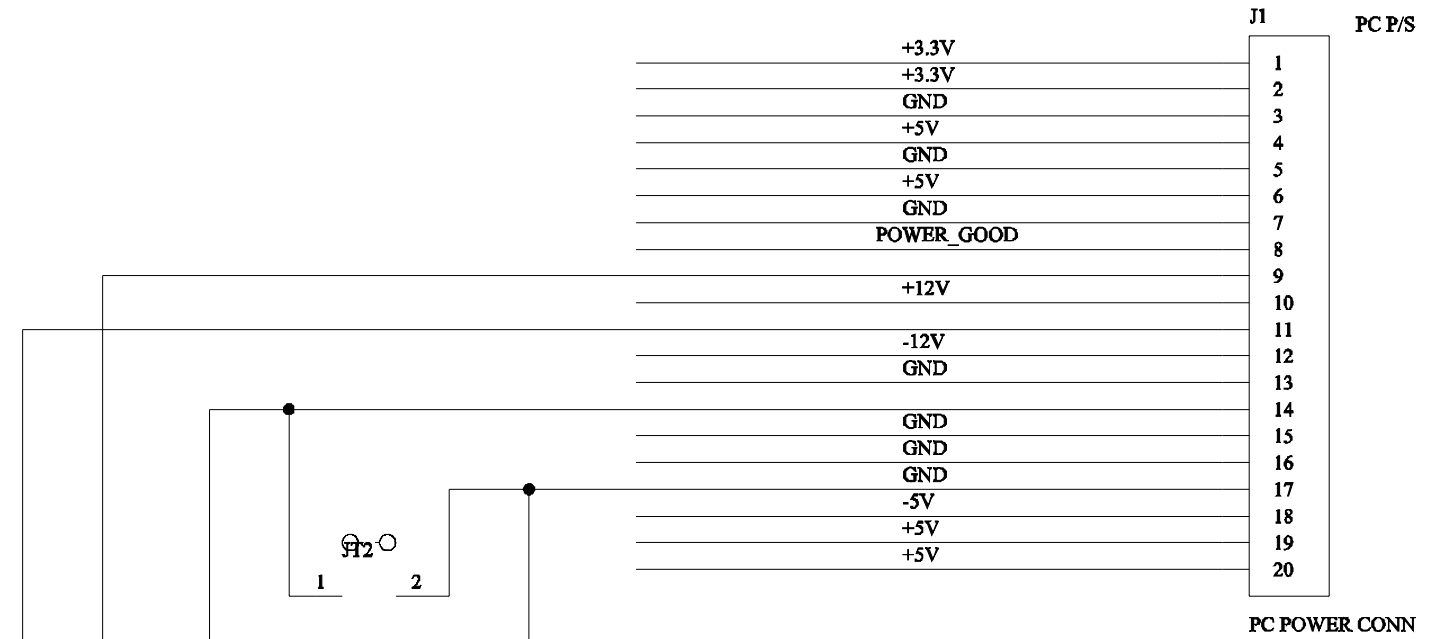 J1 PC P/S
+3.3V 1
+3.3V 2
GND 3
+5V 4
GND 5
+5V 6
GND 7
POWER_GOOD 8
9
+12V 10
11
-12V 12
GND 13
14
GND 15
GND 16
GND 17
-5V 18
+5V 19
+5V 20
JT2
1 2
PC POWER CONN